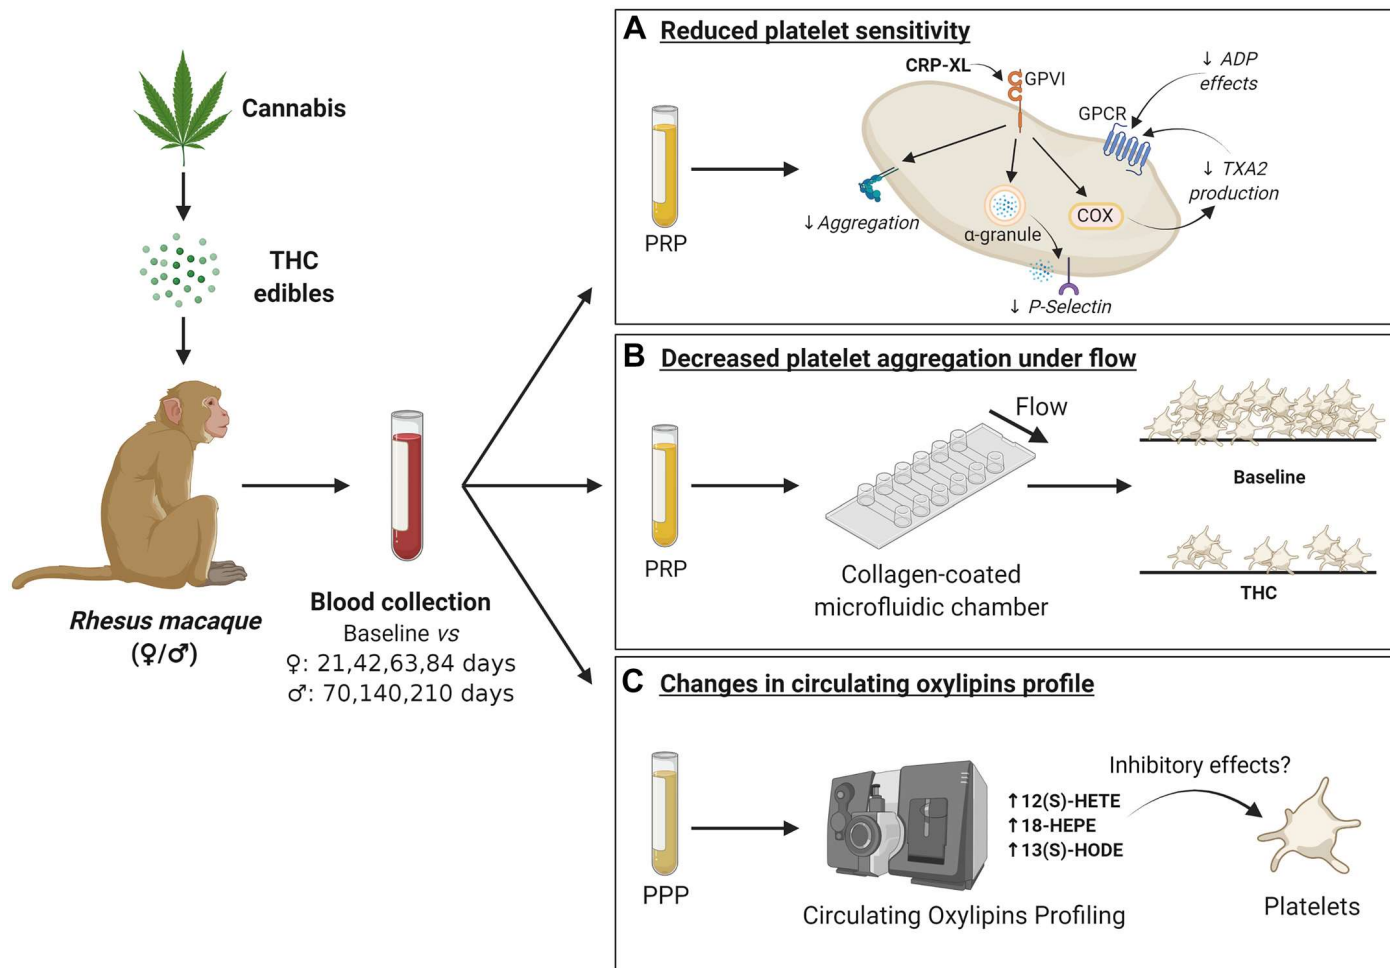 Cannabis
THC
edibles
Rhesus macaque
(♀/♂)
Blood collection
Baseline vs
♀: 21,42,63,84 days
♂: 70,140,210 days
A Reduced platelet sensitivity
PRP
CRP-XL
GPVI
GPCR
↓ ADP
effects
↓ TXA2
production
COX
↓Aggregation
α-granule
↓ P-Selectin
B Decreased platelet aggregation under flow
PRP
Flow
Collagen-coated
microfluidic chamber
Baseline
THC
C Changes in circulating oxylipins profile
PPP
↑12(S)-HETE
↑18-HEPE
↑13(S)-HODE
Inhibitory effects?
Circulating Oxylipins Profiling
Platelets